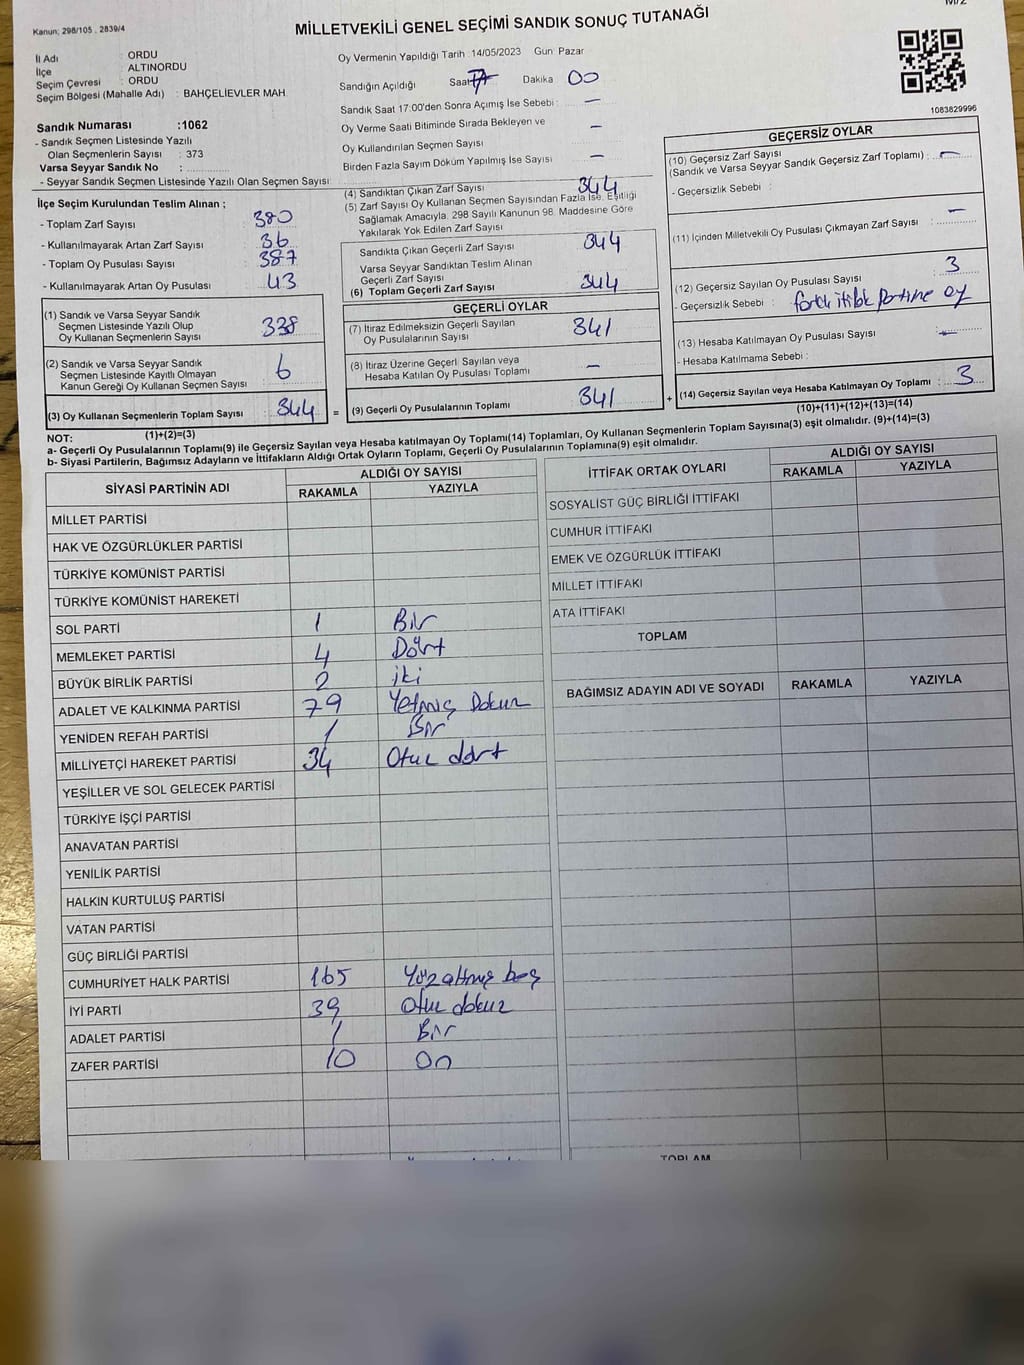 M/2
Kanun; 298/105 , 2839/4
MİLLETVEKİLİ GENEL SEÇİMİ SANDIK SONUÇ TUTANAĞI
İl Adı : ORDU
İlçe : ALTINORDU
Seçim Çevresi : ORDU
Seçim Bölgesi (Mahalle Adı) : BAHÇELİEVLER MAH.
Sandık Numarası :1062
- Sandık Seçmen Listesinde Yazılı
Olan Seçmenlerin Sayısı : 373
Varsa Seyyar Sandık No :
- Seyyar Sandık Seçmen Listesinde Yazılı Olan Seçmen Sayısı:
İlçe Seçim Kurulundan Teslim Alınan ;
- Toplam Zarf Sayısı : 380
- Kullanılmayarak Artan Zarf Sayısı : 36
- Toplam Oy Pusulası Sayısı : 387
- Kullanılmayarak Artan Oy Pusulası : 43
(1) Sandık ve Varsa Seyyar Sandık
Seçmen Listesinde Yazılı Olup
Oy Kullanan Seçmenlerin Sayısı : 338
(2) Sandık ve Varsa Seyyar Sandık
Seçmen Listesinde Kayıtlı Olmayan
Kanun Gereği Oy Kullanan Seçmen Sayısı : 6
(3) Oy Kullanan Seçmenlerin Toplam Sayısı : 344 =
(1)+(2)=(3)
Oy Vermenin Yapıldığı Tarih :14/05/2023 Gün: Pazar
Sandığın Açıldığı Saat Dakika 00
Sandık Saat 17:00'den Sonra Açımış İse Sebebi : —
Oy Verme Saati Bitiminde Sırada Bekleyen ve
Oy Kullandırılan Seçmen Sayısı : —
Birden Fazla Sayım Döküm Yapılmış İse Sayısı : —
(4) Sandıktan Çıkan Zarf Sayısı : 344
(5) Zarf Sayısı Oy Kullanan Seçmen Sayısından Fazla İse, Eşitliği
Sağlamak Amacıyla, 298 Sayılı Kanunun 98. Maddesine Göre
Yakılarak Yok Edilen Zarf Sayısı
Sandıkta Çıkan Geçerli Zarf Sayısı 344
Varsa Seyyar Sandıktan Teslim Alınan
Geçerli Zarf Sayısı
(6) Toplam Geçerli Zarf Sayısı 344
GEÇERLİ OYLAR
(7) İtiraz Edilmeksizin Geçerli Sayılan
Oy Pusulalarının Sayısı : 341
(8) İtiraz Üzerine Geçerli Sayılan veya
Hesaba Katılan Oy Pusulası Toplamı : —
(9) Geçerli Oy Pusulalarının Toplamı : 341 +
1083829996
GEÇERSİZ OYLAR
(10) Geçersiz Zarf Sayısı
(Sandık ve Varsa Seyyar Sandık Geçersiz Zarf Toplamı) : —
- Geçersizlik Sebebi :
(11) İçinden Milletvekili Oy Pusulası Çıkmayan Zarf Sayısı : —
(12) Geçersiz Sayılan Oy Pusulası Sayısı : 3
- Geçersizlik Sebebi : oy
(13) Hesaba Katılmayan Oy Pusulası Sayısı : —
- Hesaba Katılmama Sebebi :
(14) Geçersiz Sayılan veya Hesaba Katılmayan Oy Toplamı : 3
(10)+(11)+(12)+(13)=(14)
NOT:
a- Geçerli Oy Pusulalarının Toplamı(9) ile Geçersiz Sayılan veya Hesaba katılmayan Oy Toplamı(14) Toplamları, Oy Kullanan Seçmenlerin Toplam Sayısına(3) eşit olmalıdır. (9)+(14)=(3)
b- Siyasi Partilerin, Bağımsız Adayların ve İttifakların Aldığı Ortak Oyların Toplamı, Geçerli Oy Pusulalarının Toplamına(9) eşit olmalıdır.
SİYASİ PARTİNİN ADI ALDIĞI OY SAYISI
RAKAMLA YAZIYLA
MİLLET PARTİSİ
HAK VE ÖZGÜRLÜKLER PARTİSİ
TÜRKİYE KOMÜNİST PARTİSİ
TÜRKİYE KOMÜNİST HAREKETİ
SOL PARTİ 1 Bir
MEMLEKET PARTİSİ 4 Dört
BÜYÜK BİRLİK PARTİSİ 2 iki
ADALET VE KALKINMA PARTİSİ 79 Yetmiş Dokuz
YENİDEN REFAH PARTİSİ 1 Bir
MİLLİYETÇİ HAREKET PARTİSİ 34 Otuz dört
YEŞİLLER VE SOL GELECEK PARTİSİ
TÜRKİYE İŞÇİ PARTİSİ
ANAVATAN PARTİSİ
YENİLİK PARTİSİ
HALKIN KURTULUŞ PARTİSİ
VATAN PARTİSİ
GÜÇ BİRLİĞİ PARTİSİ
CUMHURİYET HALK PARTİSİ 165 Yüzaltmış beş
İYİ PARTİ 39 Otuz dokuz
ADALET PARTİSİ 1 Bir
ZAFER PARTİSİ 10 On
İTTİFAK ORTAK OYLARI ALDIĞI OY SAYISI
RAKAMLA YAZIYLA
SOSYALİST GÜÇ BİRLİĞİ İTTİFAKI
CUMHUR İTTİFAKI
EMEK VE ÖZGÜRLÜK İTTİFAKI
MİLLET İTTİFAKI
ATA İTTİFAKI
TOPLAM
BAĞIMSIZ ADAYIN ADI VE SOYADI RAKAMLA YAZIYLA
TOPLAM